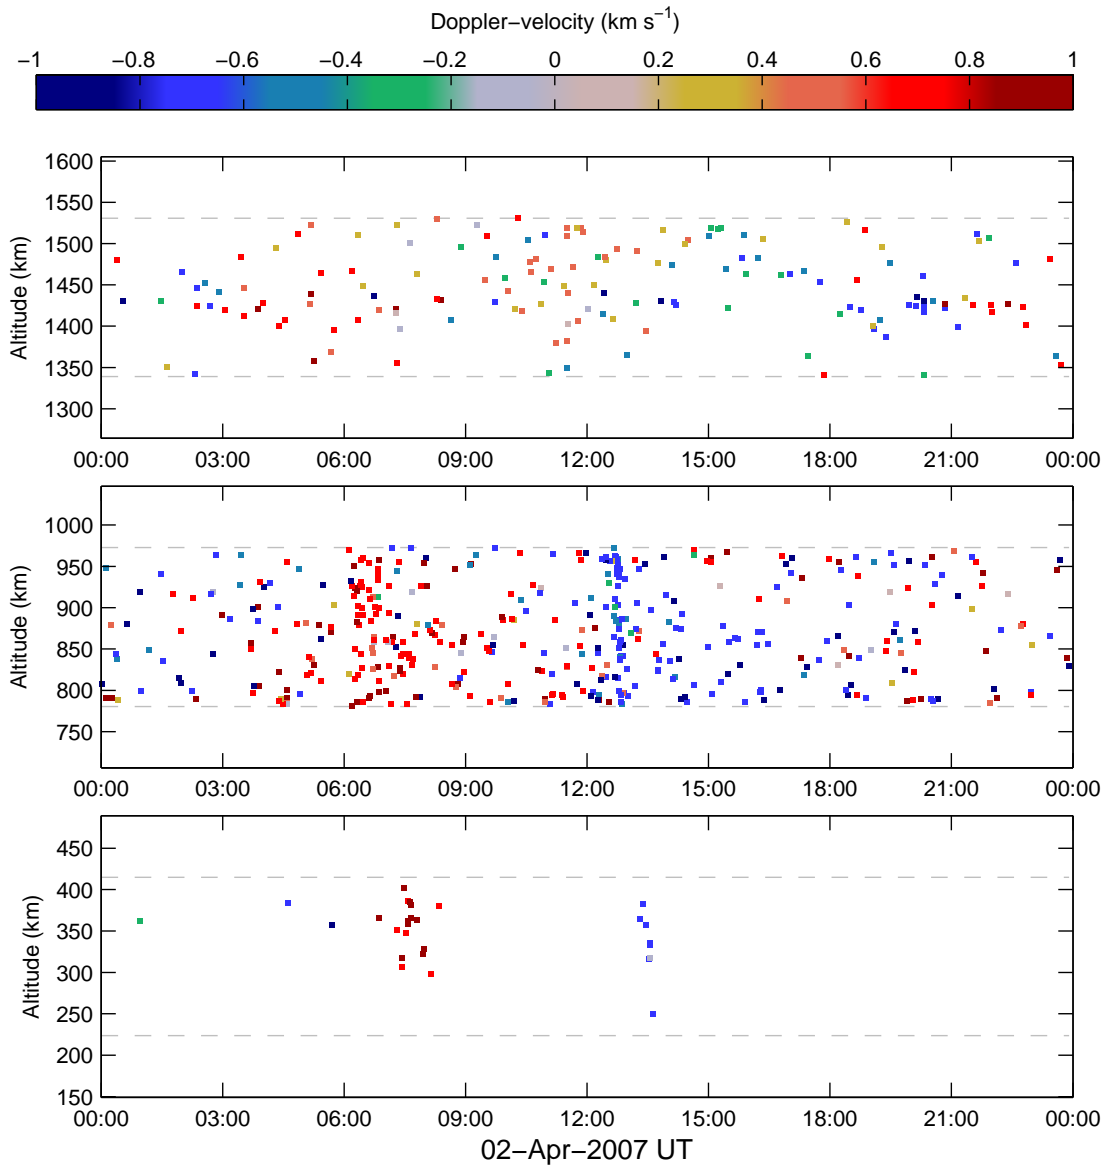 Doppler−velocity (km s−1)
−1 −0.8 −0.6 −0.4 −0.2 0 0.2 0.4 0.6 0.8 1
Altitude (km)
1600
1550
1500
1450
1400
1350
1300
00:00 03:00 06:00 09:00 12:00 15:00 18:00 21:00 00:00
Altitude (km)
1000
950
900
850
800
750
00:00 03:00 06:00 09:00 12:00 15:00 18:00 21:00 00:00
Altitude (km)
450
400
350
300
250
200
150
00:00 03:00 06:00 09:00 12:00 15:00 18:00 21:00 00:00
02−Apr−2007 UT